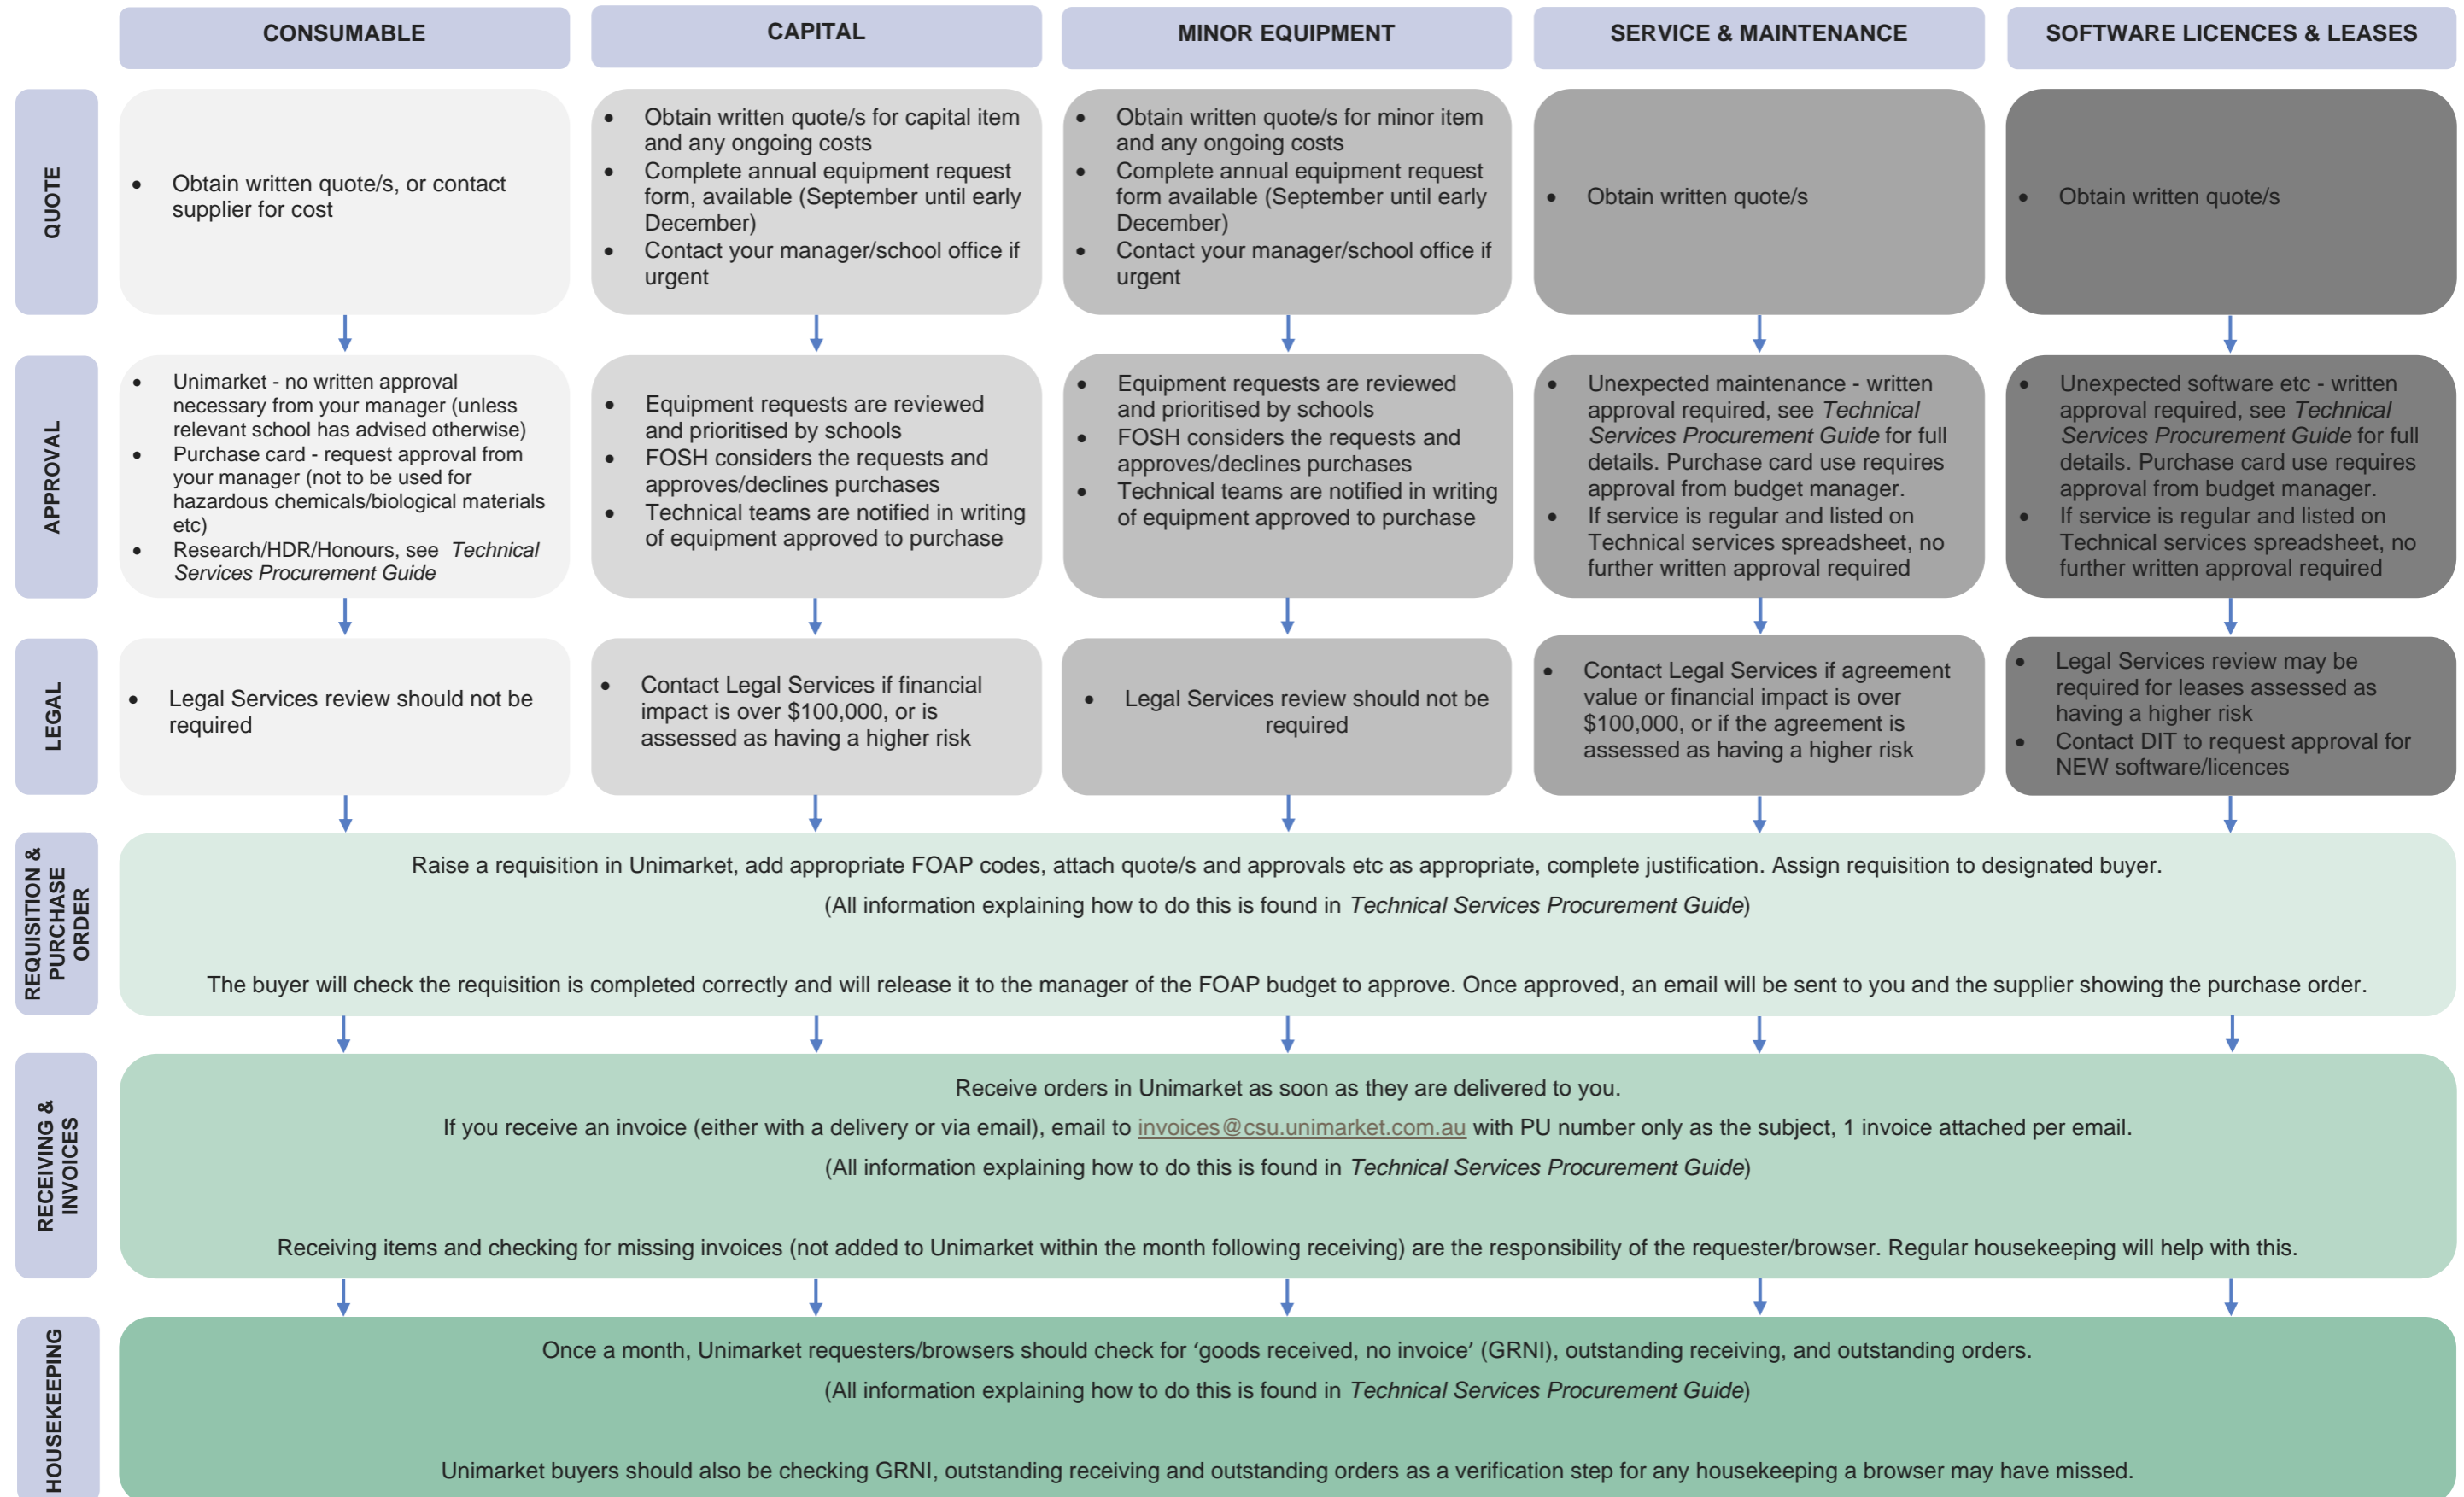 CONSUMABLE
CAPITAL
MINOR EQUIPMENT
SERVICE & MAINTENANCE
SOFTWARE LICENCES & LEASES
QUOTE
• Obtain written quote/s, or contact
supplier for cost
• Obtain written quote/s for capital item
and any ongoing costs
• Complete annual equipment request
form, available (September until early
December)
• Contact your manager/school office if
urgent
• Obtain written quote/s for minor item
and any ongoing costs
• Complete annual equipment request
form available (September until early
December)
• Contact your manager/school office if
urgent
• Obtain written quote/s
• Obtain written quote/s
APPROVAL
• Unimarket - no written approval
necessary from your manager (unless
relevant school has advised otherwise)
• Purchase card - request approval from
your manager (not to be used for
hazardous chemicals/biological materials
etc)
• Research/HDR/Honours, see Technical
Services Procurement Guide
• Equipment requests are reviewed
and prioritised by schools
• FOSH considers the requests and
approves/declines purchases
• Technical teams are notified in writing
of equipment approved to purchase
• Equipment requests are reviewed
and prioritised by schools
• FOSH considers the requests and
approves/declines purchases
• Technical teams are notified in writing
of equipment approved to purchase
• Unexpected maintenance - written
approval required, see Technical
Services Procurement Guide for full
details. Purchase card use requires
approval from budget manager.
• If service is regular and listed on
Technical services spreadsheet, no
further written approval required
• Unexpected software etc - written
approval required, see Technical
Services Procurement Guide for full
details. Purchase card use requires
approval from budget manager.
• If service is regular and listed on
Technical services spreadsheet, no
further written approval required
LEGAL
• Legal Services review should not be
required
• Contact Legal Services if financial
impact is over $100,000, or is
assessed as having a higher risk
• Legal Services review should not be
required
• Contact Legal Services if agreement
value or financial impact is over
$100,000, or if the agreement is
assessed as having a higher risk
• Legal Services review may be
required for leases assessed as
having a higher risk
• Contact DIT to request approval for
NEW software/licences
REQUISITION &
PURCHASE
ORDER
Raise a requisition in Unimarket, add appropriate FOAP codes, attach quote/s and approvals etc as appropriate, complete justification. Assign requisition to designated buyer.
(All information explaining how to do this is found in Technical Services Procurement Guide)
The buyer will check the requisition is completed correctly and will release it to the manager of the FOAP budget to approve. Once approved, an email will be sent to you and the supplier showing the purchase order.
RECEIVING &
INVOICES
Receive orders in Unimarket as soon as they are delivered to you.
If you receive an invoice (either with a delivery or via email), email to invoices@csu.unimarket.com.au with PU number only as the subject, 1 invoice attached per email.
(All information explaining how to do this is found in Technical Services Procurement Guide)
Receiving items and checking for missing invoices (not added to Unimarket within the month following receiving) are the responsibility of the requester/browser. Regular housekeeping will help with this.
HOUSEKEEPING
Once a month, Unimarket requesters/browsers should check for ‘goods received, no invoice’ (GRNI), outstanding receiving, and outstanding orders.
(All information explaining how to do this is found in Technical Services Procurement Guide)
Unimarket buyers should also be checking GRNI, outstanding receiving and outstanding orders as a verification step for any housekeeping a browser may have missed.